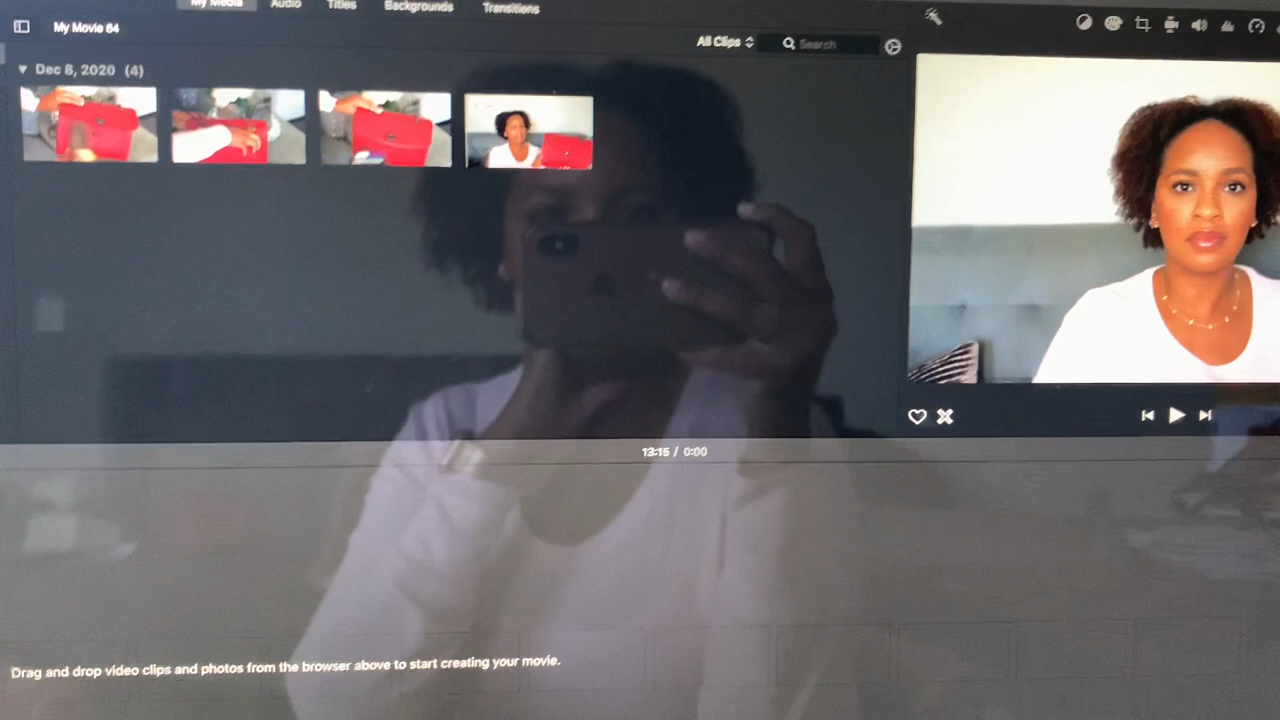 My Media Audio Titles Backgrounds Transitions
My Movie 64
All Clips Search
Dec 8, 2020 (4)
13:15 / 0:00
Drag and drop video clips and photos from the browser above to start creating your movie.